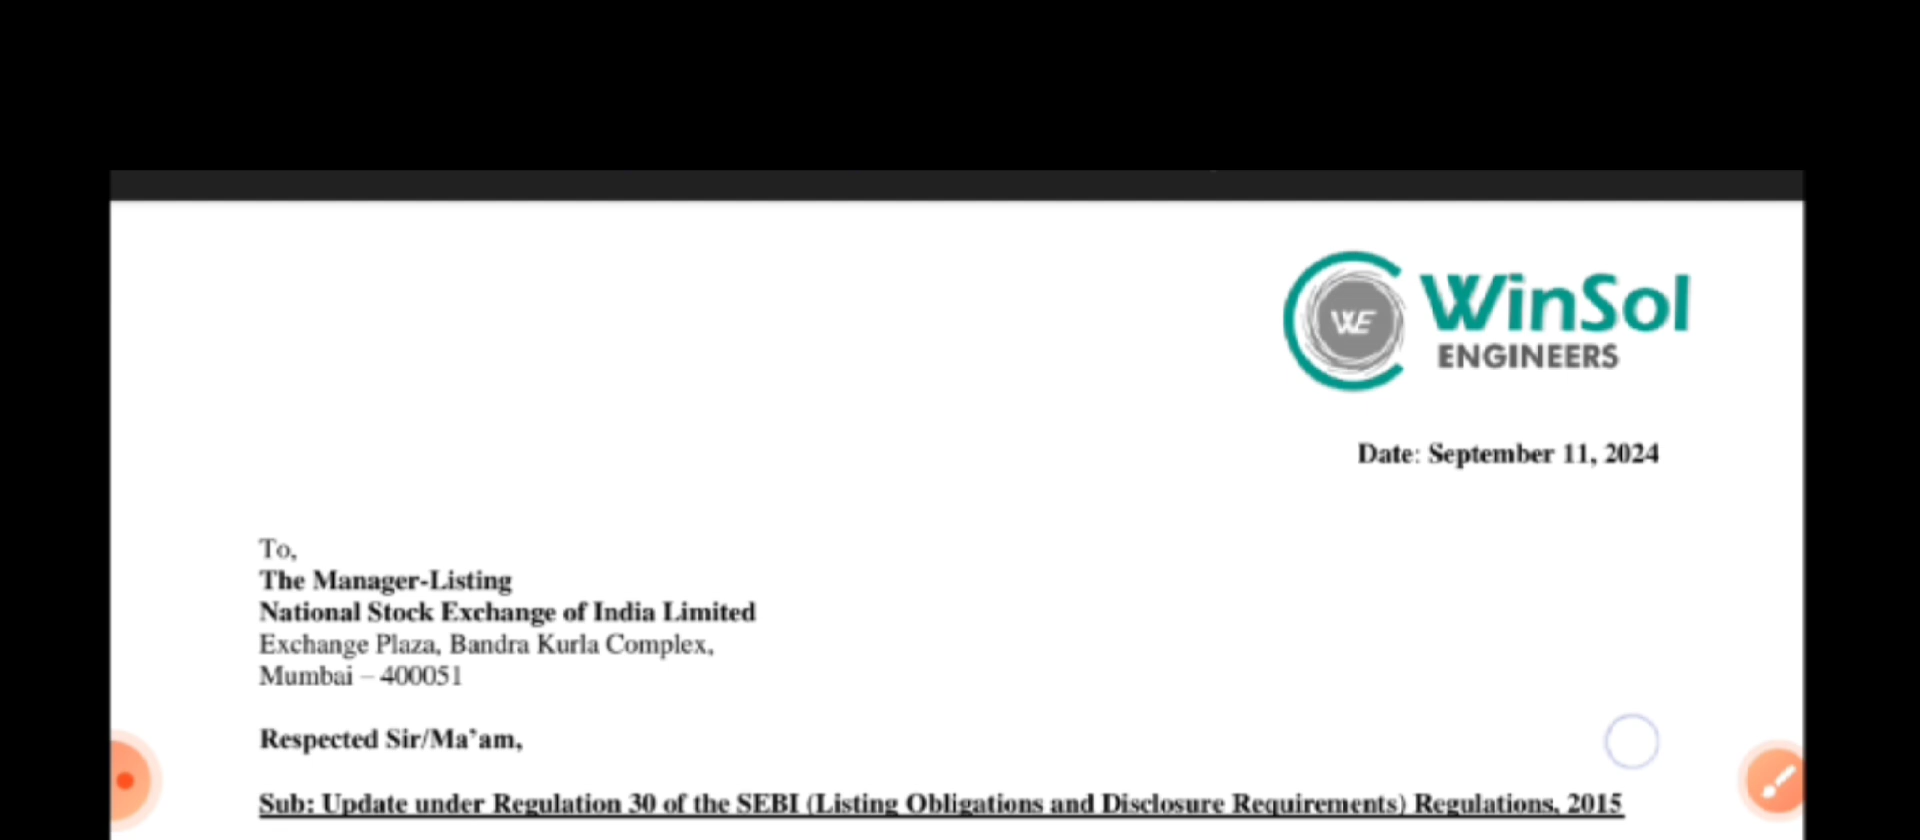 WE
WinSol
ENGINEERS
Date: September 11, 2024
To,
The Manager-Listing
National Stock Exchange of India Limited
Exchange Plaza, Bandra Kurla Complex,
Mumbai – 400051
Respected Sir/Ma’am,
Sub: Update under Regulation 30 of the SEBI (Listing Obligations and Disclosure Requirements) Regulations, 2015